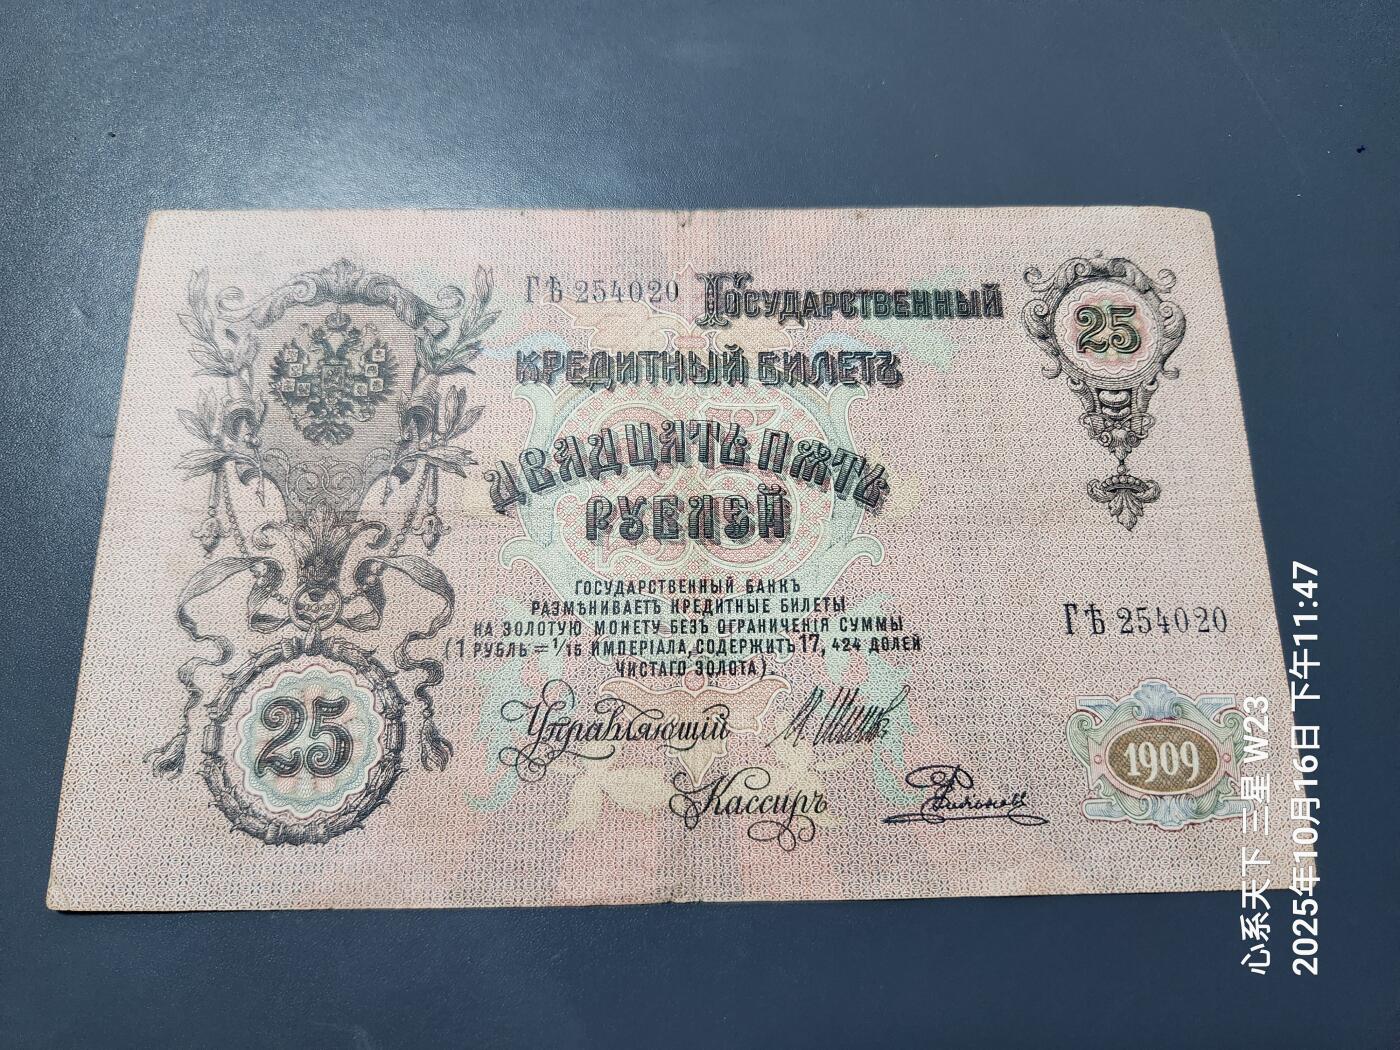 ГѢ 254020
Государственный
кредитный билетъ
двадцать пять
рублей
25
Государственный Банкъ
размѣниваетъ кредитные билеты
на золотую монету безъ ограниченія суммы
(1 рубль = 1/15 имперіала, содержитъ 17, 424 долей
чистаго золота).
ГѢ 254020
25
Управляющій
Кассиръ
1909
心系天下 三星 W23
2025年10月16日 下午11:47